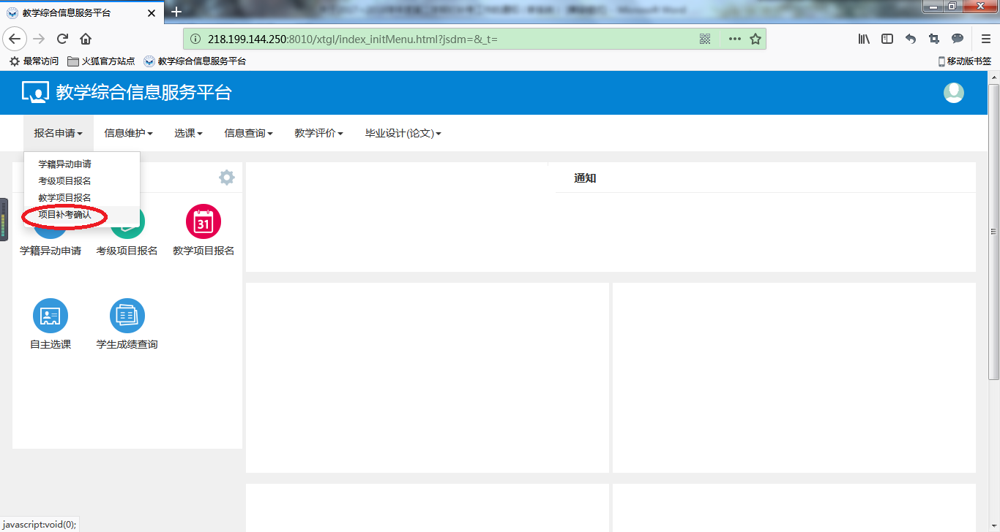 教学综合信息服务平台
218.199.144.250:8010/xtgl/index_initMenu.html?jsdm=&_t=
最常访问 火狐官方站点 教学综合信息服务平台 移动版书签
教学综合信息服务平台
报名申请 信息维护 选课 信息查询 教学评价 毕业设计(论文)
学籍异动申请
考级项目报名
教学项目报名
项目补考确认
通知
31
学籍异动申请 考级项目报名 教学项目报名
自主选课 学生成绩查询
javascript:void(0);